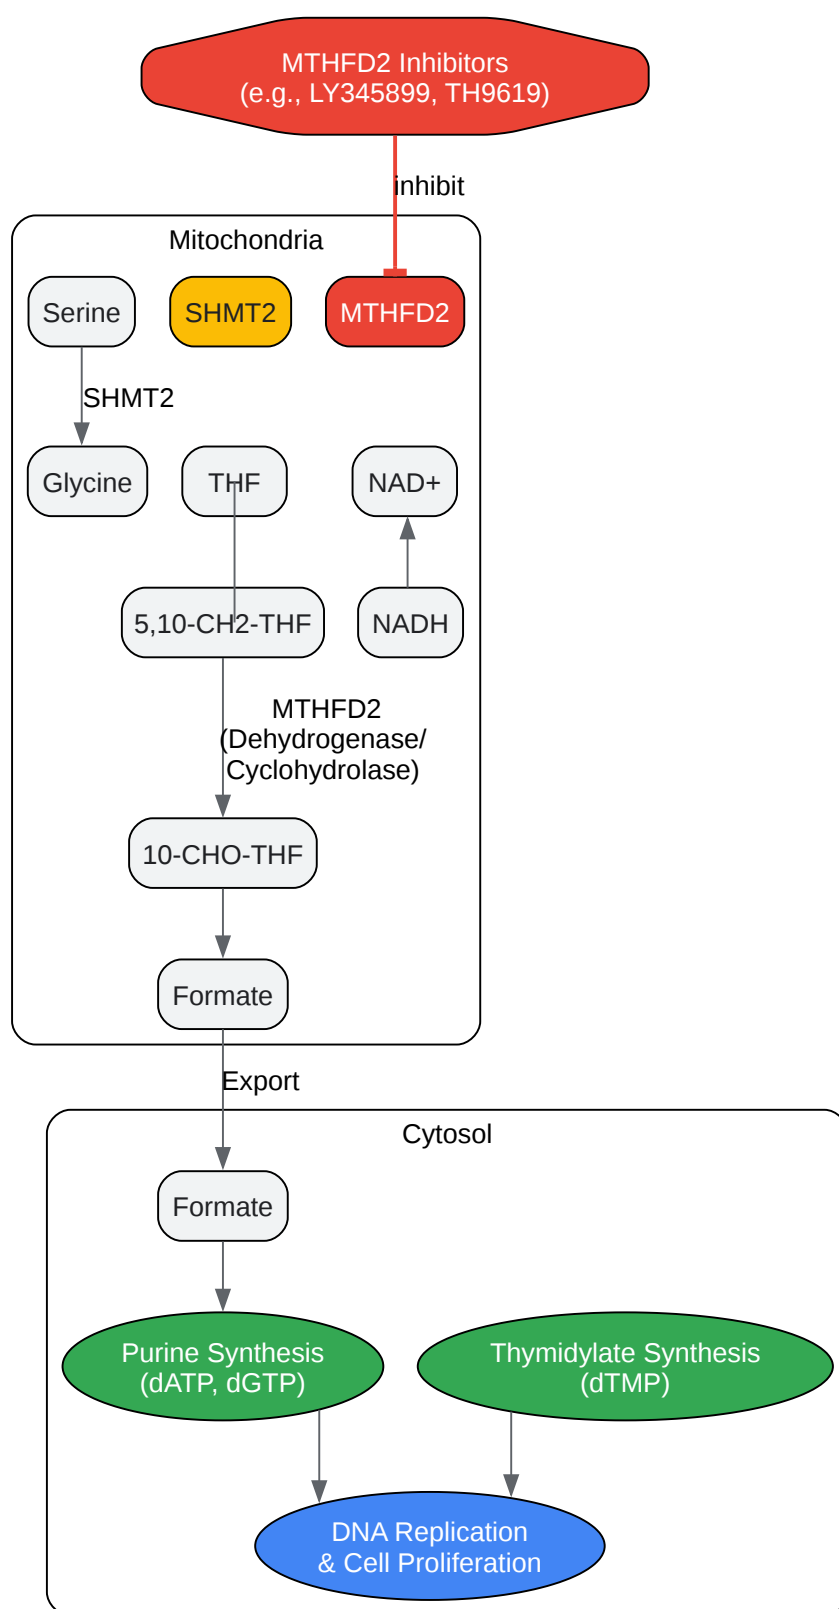 MTHFD2 Inhibitors
(e.g., LY345899, TH9619)
inhibit
Mitochondria
Serine
SHMT2
MTHFD2
SHMT2
Glycine
THF
NAD+
5,10-CH2-THF
NADH
MTHFD2
(Dehydrogenase/
Cyclohydrolase)
10-CHO-THF
Formate
Export
Cytosol
Formate
Purine Synthesis
(dATP, dGTP)
Thymidylate Synthesis
(dTMP)
DNA Replication
& Cell Proliferation